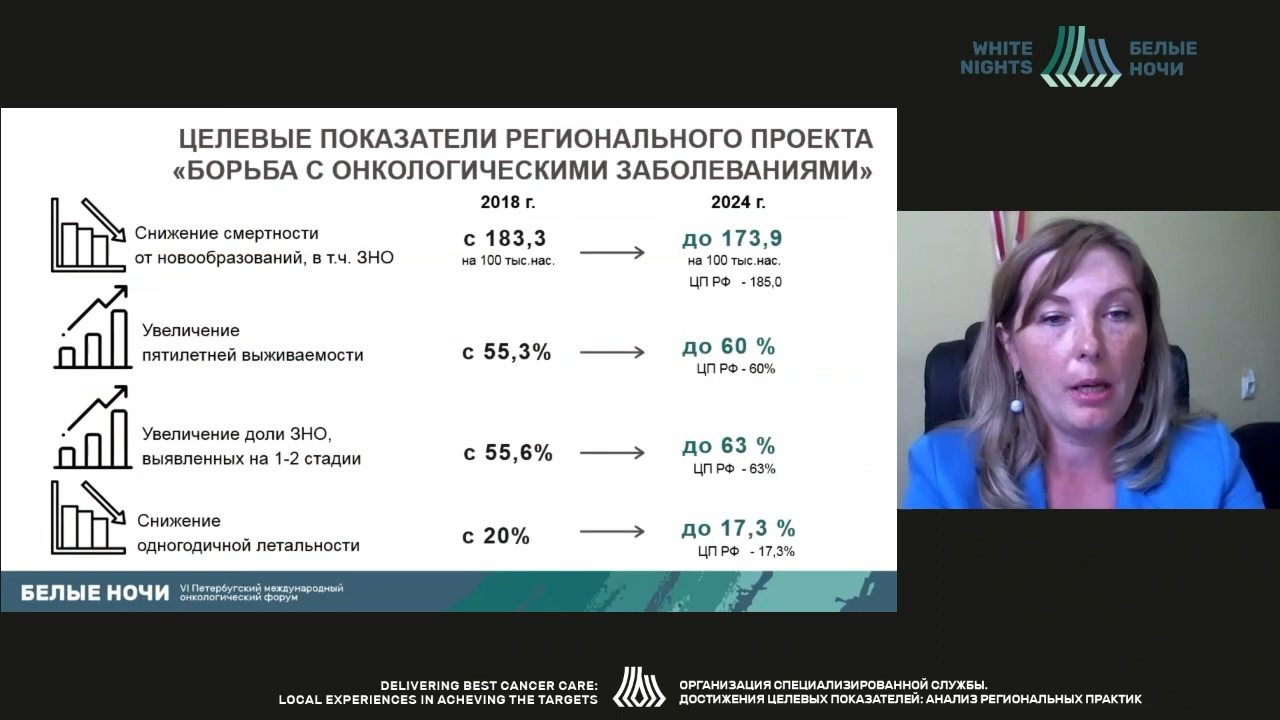 WHITE
NIGHTS
БЕЛЫЕ
НОЧИ
ЦЕЛЕВЫЕ ПОКАЗАТЕЛИ РЕГИОНАЛЬНОГО ПРОЕКТА
«БОРЬБА С ОНКОЛОГИЧЕСКИМИ ЗАБОЛЕВАНИЯМИ»
2018 г.
2024 г.
Снижение смертности
от новообразований, в т.ч. ЗНО
с 183,3
на 100 тыс.нас.
до 173,9
на 100 тыс.нас.
ЦП РФ - 185,0
Увеличение
пятилетней выживаемости
с 55,3%
до 60 %
ЦП РФ - 60%
Увеличение доли ЗНО,
выявленных на 1-2 стадии
с 55,6%
до 63 %
ЦП РФ - 63%
Снижение
одногодичной летальности
с 20%
до 17,3 %
ЦП РФ - 17,3%
БЕЛЫЕ НОЧИ
VI Петербугский международный
онкологический форум
DELIVERING BEST CANCER CARE:
LOCAL EXPERIENCES IN ACHEVING THE TARGETS
ОРГАНИЗАЦИЯ СПЕЦИАЛИЗИРОВАННОЙ СЛУЖБЫ.
ДОСТИЖЕНИЯ ЦЕЛЕВЫХ ПОКАЗАТЕЛЕЙ: АНАЛИЗ РЕГИОНАЛЬНЫХ ПРАКТИК